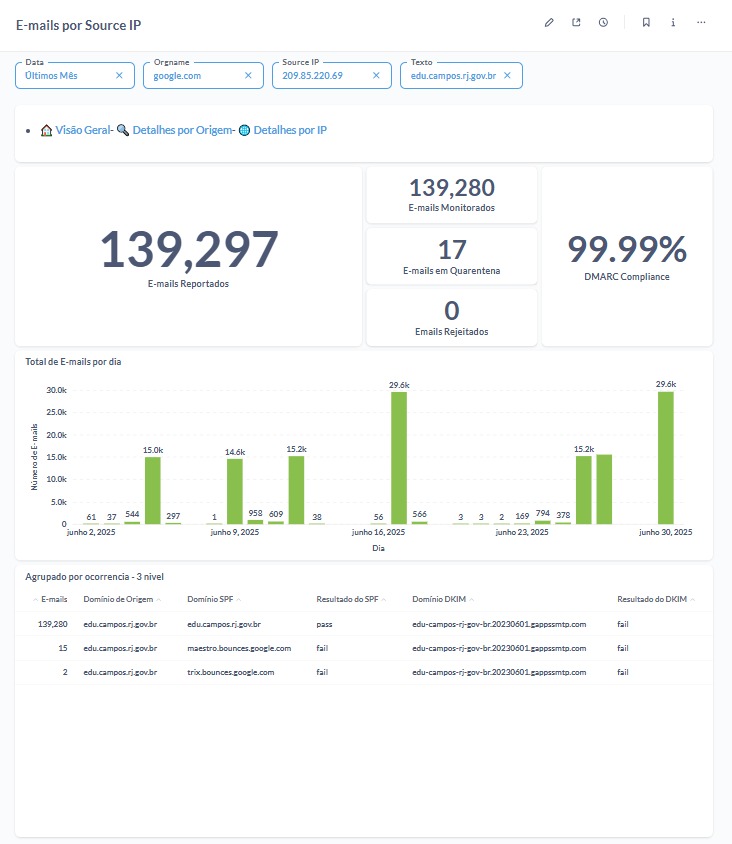 E-mails por Source IP
Data Orgname Source IP Texto
Últimos Mês google.com 209.85.220.69 edu.campos.rj.gov.br
Visão Geral- Detalhes por Origem- Detalhes por IP
139,297
E-mails Reportados
139,280
E-mails Monitorados
17
E-mails em Quarentena
0
Emails Rejeitados
99.99%
DMARC Compliance
Total de E-mails por dia
Número de E-mails
30.0k
25.0k
20.0k
15.0k
10.0k
5.0k
0
61 37 544 15.0k 297 1 14.6k 958 609 15.2k 38 56 29.6k 566 3 3 2 169 794 378 15.2k 29.6k
junho 2, 2025 junho 9, 2025 junho 16, 2025 junho 23, 2025 junho 30, 2025
Dia
Agrupado por ocorrencia - 3 nivel
E-mails Domínio de Origem Domínio SPF Resultado do SPF Domínio DKIM Resultado do DKIM
139,280 edu.campos.rj.gov.br edu.campos.rj.gov.br pass edu-campos-rj-gov-br.20230601.gappssmtp.com fail
15 edu.campos.rj.gov.br maestro.bounces.google.com fail edu-campos-rj-gov-br.20230601.gappssmtp.com fail
2 edu.campos.rj.gov.br trix.bounces.google.com fail edu-campos-rj-gov-br.20230601.gappssmtp.com fail